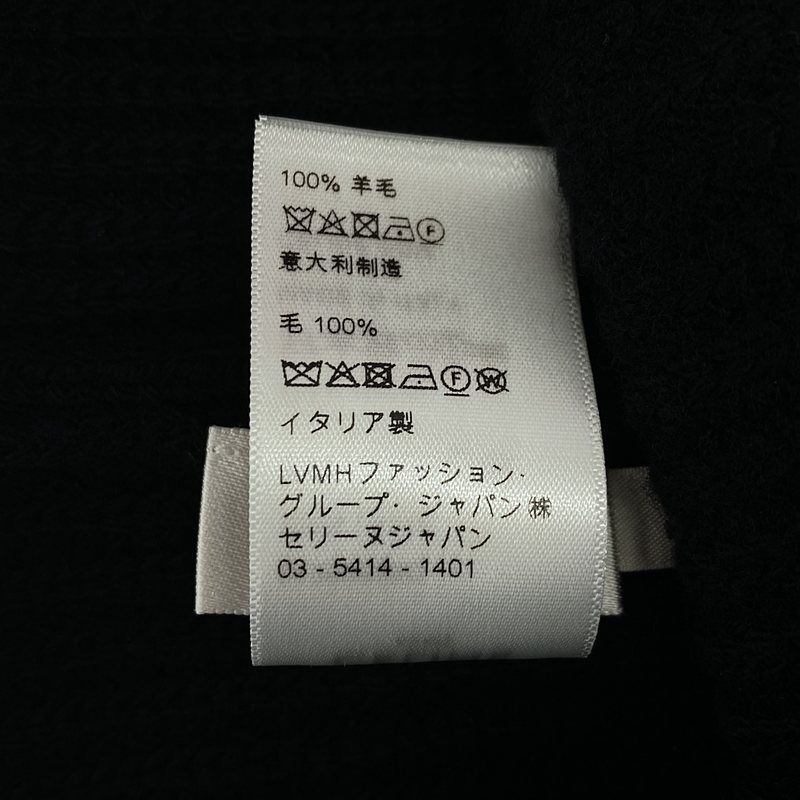 100% 羊毛
F
意大利制造
毛 100%
F W
イタリア製
LVMHファッション・
グループ・ジャパン㈱
セリーヌジャパン
03 - 5414 - 1401